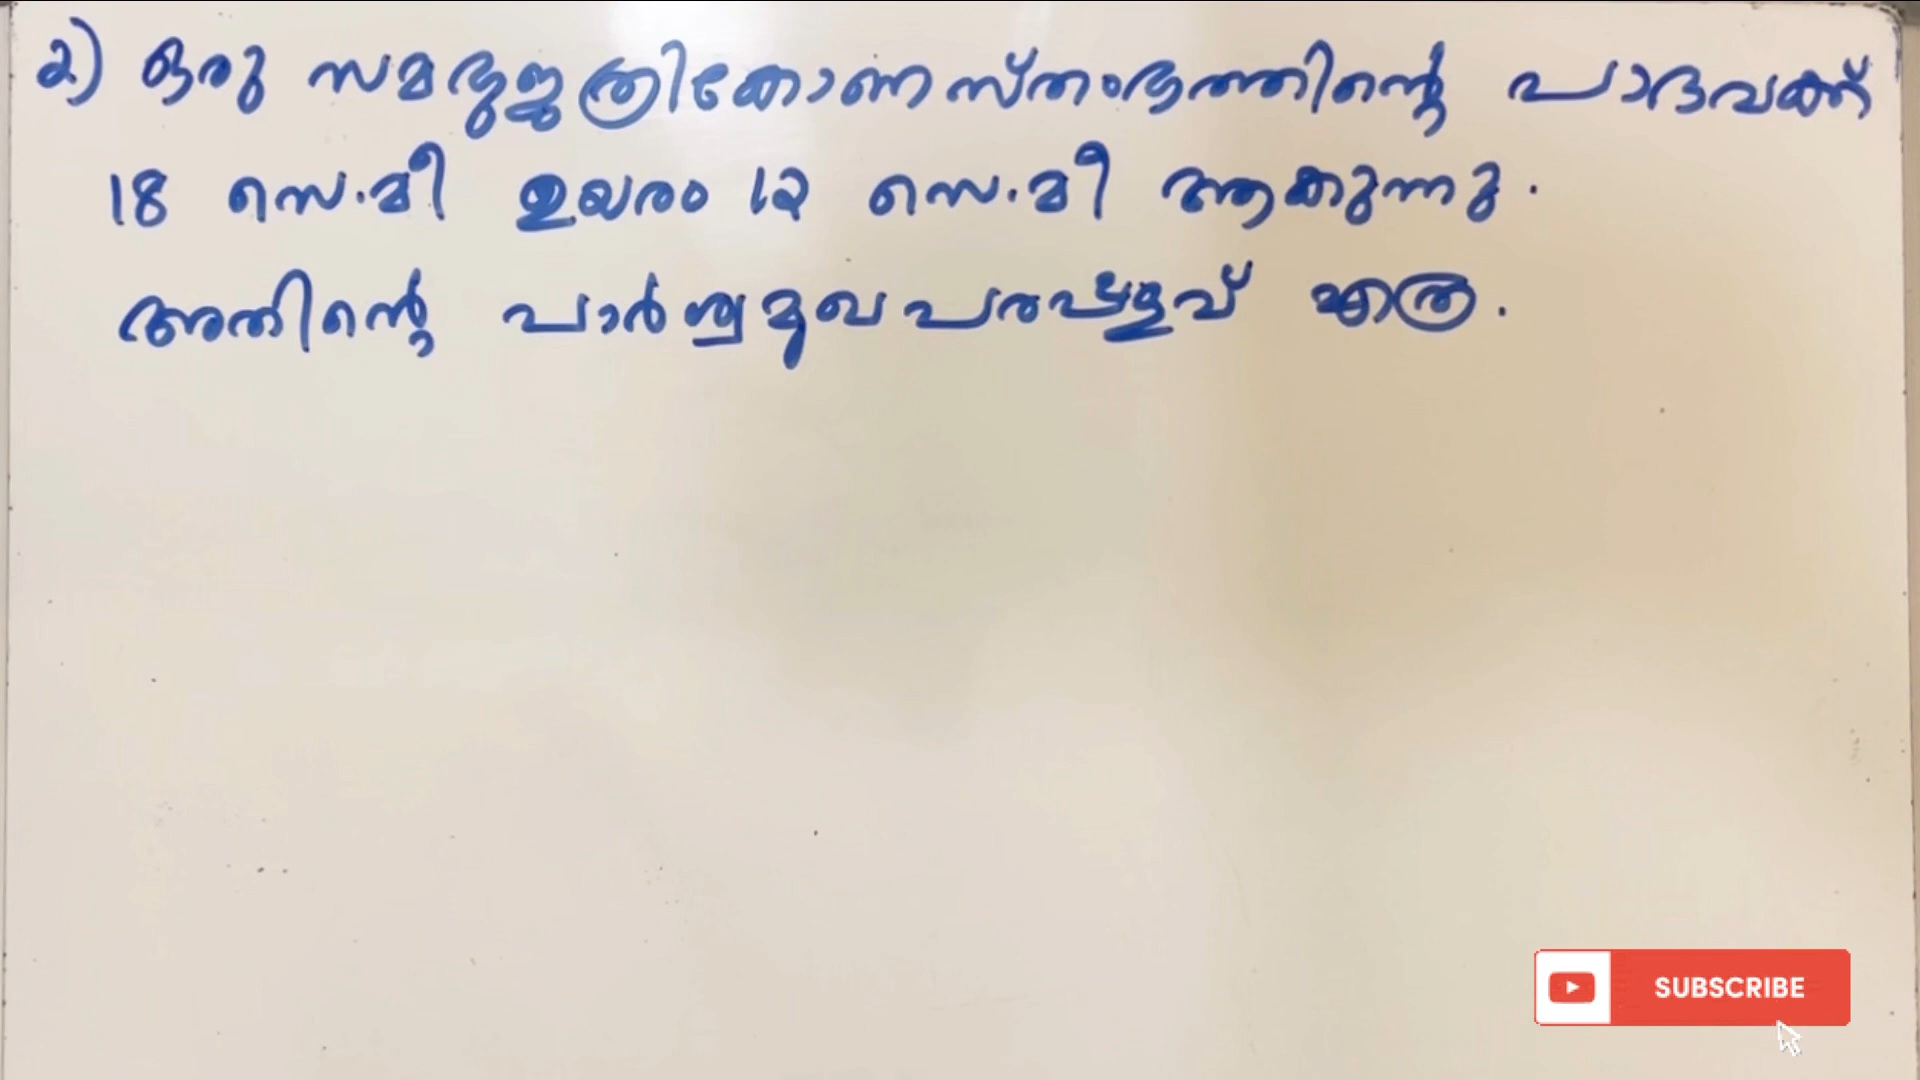 2) ഒരു സമഭുജത്രികോണസ്തംഭത്തിന്റെ പാദവക്ക്
18 സെ.മീ ഉയരം 12 സെ.മീ ആകുന്നു.
അതിന്റെ പാർശ്വമുഖപരപ്പളവ് എത്ര.
SUBSCRIBE